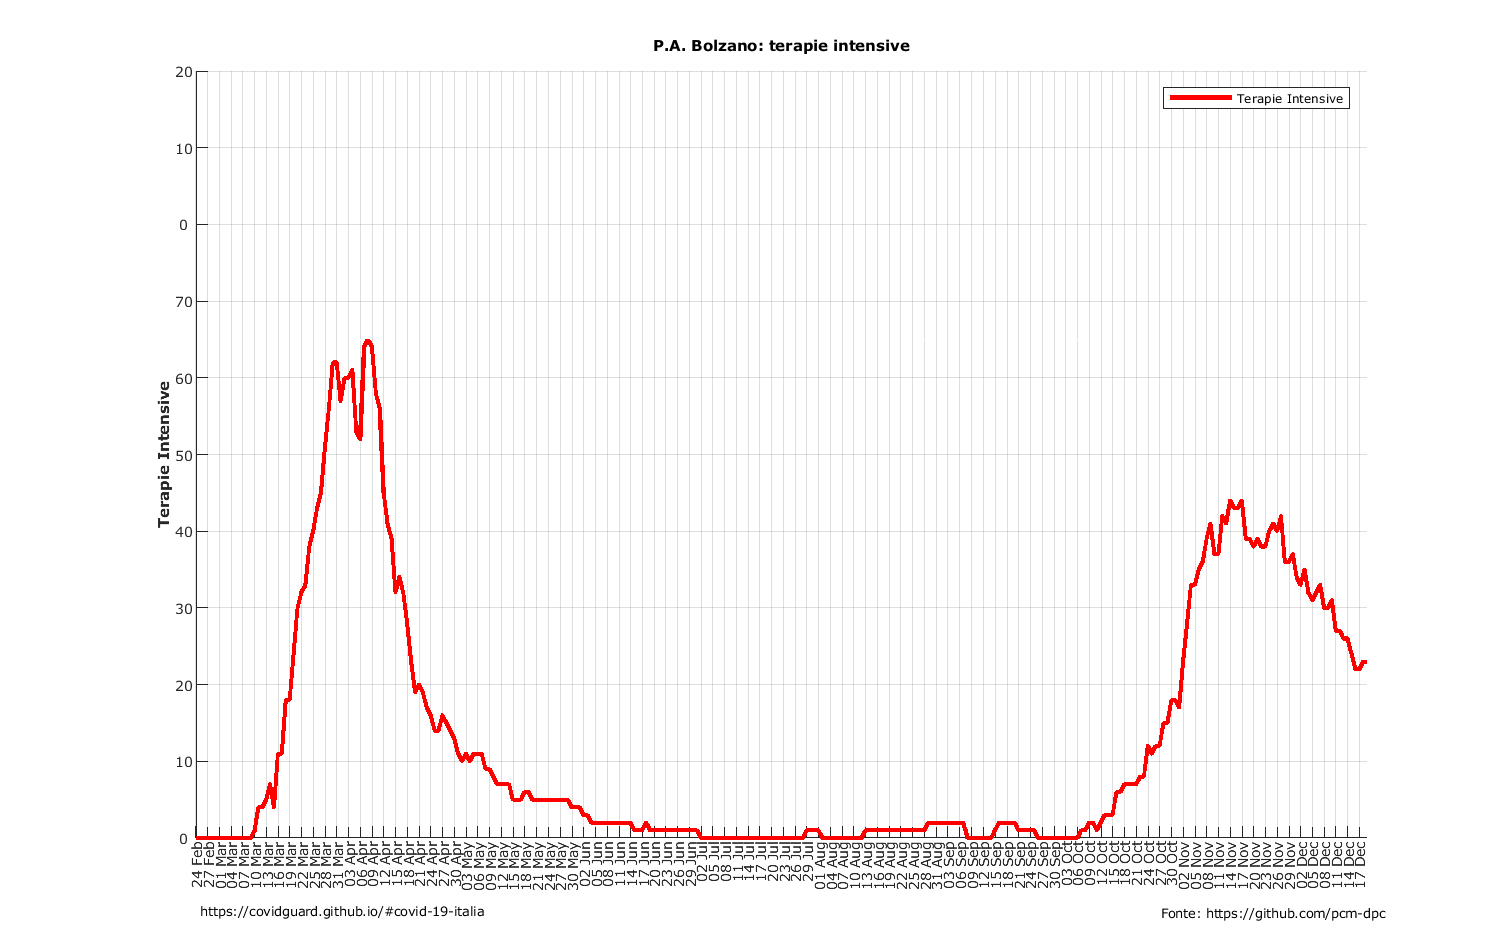 P.A. Bolzano: terapie intensive
Terapie Intensive
Terapie Intensive
20
10
0
70
60
50
40
30
20
10
0
24 Feb
27 Feb
01 Mar
04 Mar
07 Mar
10 Mar
13 Mar
16 Mar
19 Mar
22 Mar
25 Mar
28 Mar
31 Mar
03 Apr
06 Apr
09 Apr
12 Apr
15 Apr
18 Apr
21 Apr
24 Apr
27 Apr
30 Apr
03 May
06 May
09 May
12 May
15 May
18 May
21 May
24 May
27 May
30 May
02 Jun
05 Jun
08 Jun
11 Jun
14 Jun
17 Jun
20 Jun
23 Jun
26 Jun
29 Jun
02 Jul
05 Jul
08 Jul
11 Jul
14 Jul
17 Jul
20 Jul
23 Jul
26 Jul
29 Jul
01 Aug
04 Aug
07 Aug
10 Aug
13 Aug
16 Aug
19 Aug
22 Aug
25 Aug
28 Aug
31 Aug
03 Sep
06 Sep
09 Sep
12 Sep
15 Sep
18 Sep
21 Sep
24 Sep
27 Sep
30 Sep
03 Oct
06 Oct
09 Oct
12 Oct
15 Oct
18 Oct
21 Oct
24 Oct
27 Oct
30 Oct
02 Nov
05 Nov
08 Nov
11 Nov
14 Nov
17 Nov
20 Nov
23 Nov
26 Nov
29 Nov
02 Dec
05 Dec
08 Dec
11 Dec
14 Dec
17 Dec
https://covidguard.github.io/#covid-19-italia
Fonte: https://github.com/pcm-dpc